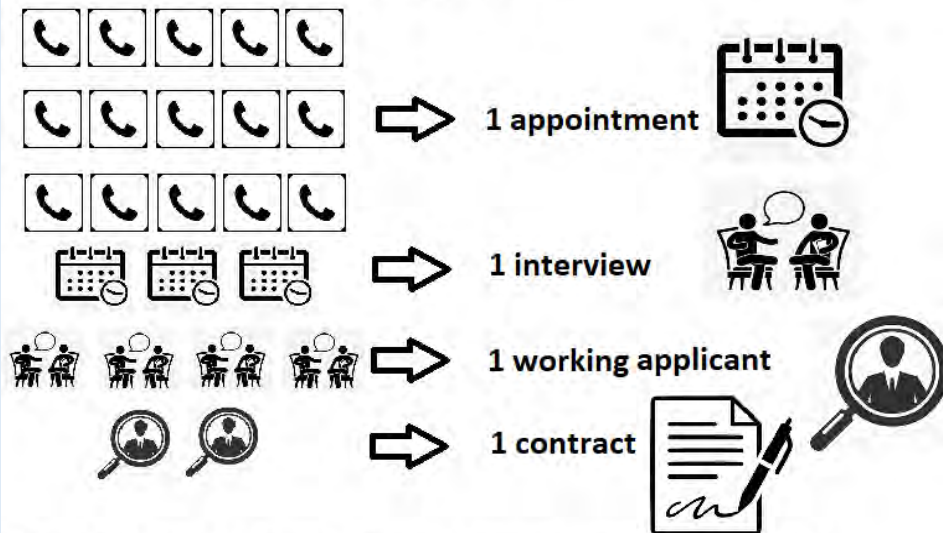 1 appointment
1 interview
1 working applicant
1 contract